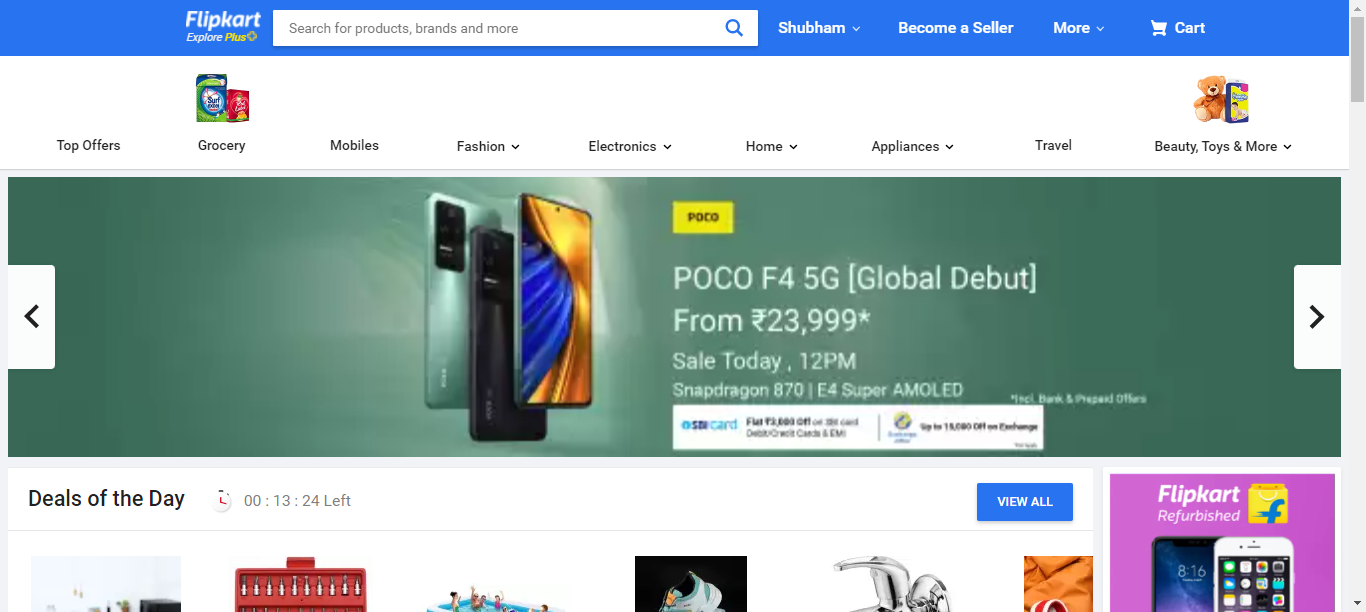 Flipkart
Explore Plus
Search for products, brands and more
Shubham
Become a Seller
More
Cart
Surf excel
Top Offers
Grocery
Mobiles
Fashion
Electronics
Home
Appliances
Travel
Beauty, Toys & More
POCO
POCO F4 5G [Global Debut]
From ₹23,999*
Sale Today , 12PM
Snapdragon 870 | E4 Super AMOLED
*Incl. Bank & Prepaid Offers
SBI card
Flat ₹3,000 Off on SBI card
Debit/Credit Cards & EMI
Up to 15,000 Off on Exchange
Deals of the Day
00 : 13 : 24 Left
VIEW ALL
Flipkart
Refurbished
8:16